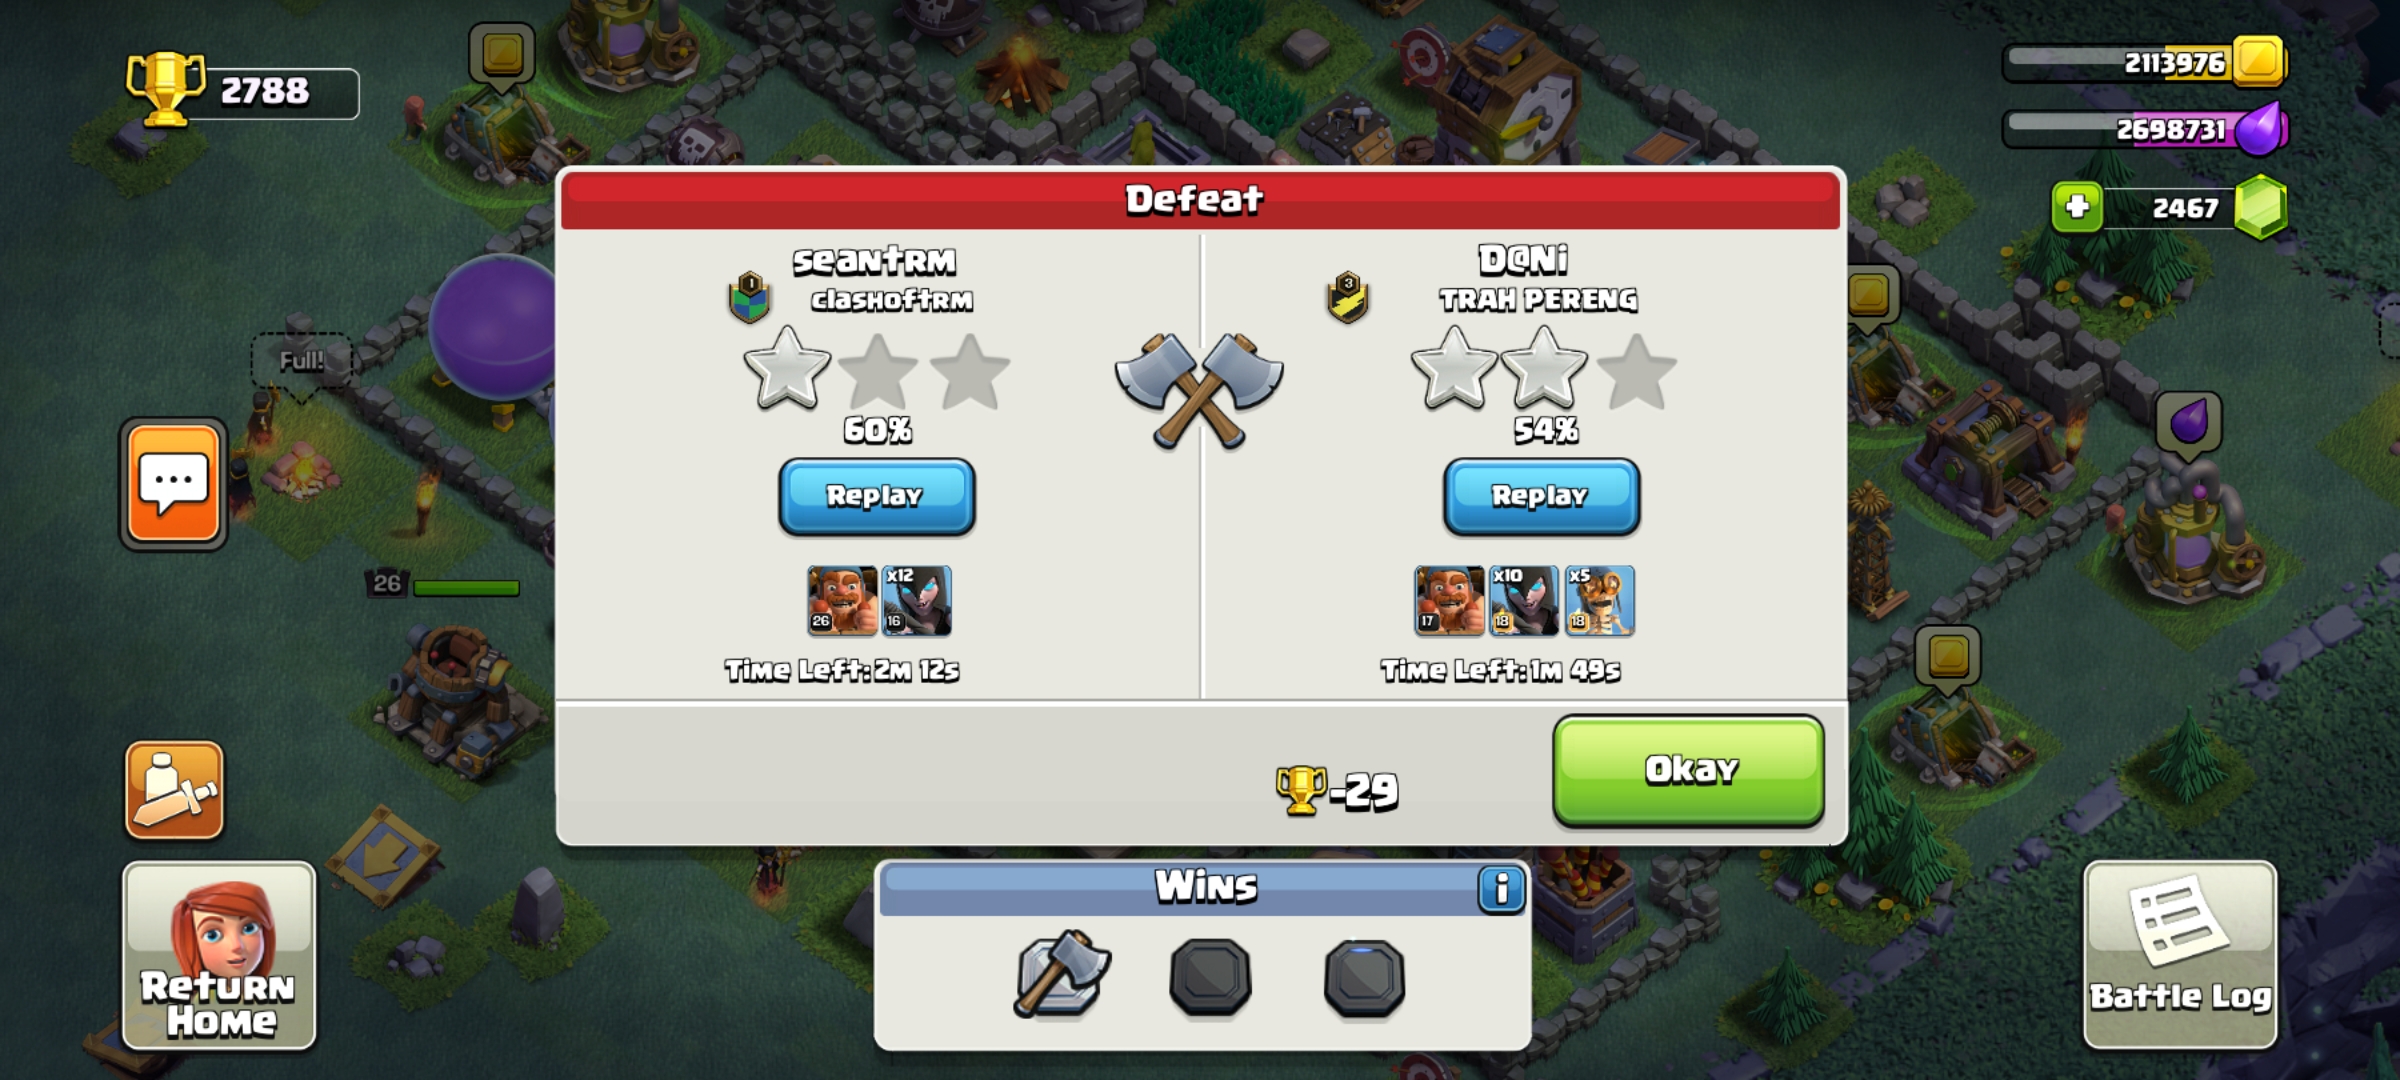 2788
2113976
2698731
2467
Full!
26
Defeat
seantrm
clashoftrm
1
60%
Replay
26
x12
16
Time Left:2m 12s
D@Ni
TRAH PERENG
3
54%
Replay
17
x10
18
x5
18
Time Left:1m 49s
-29
Okay
Wins
i
Return
Home
Battle Log